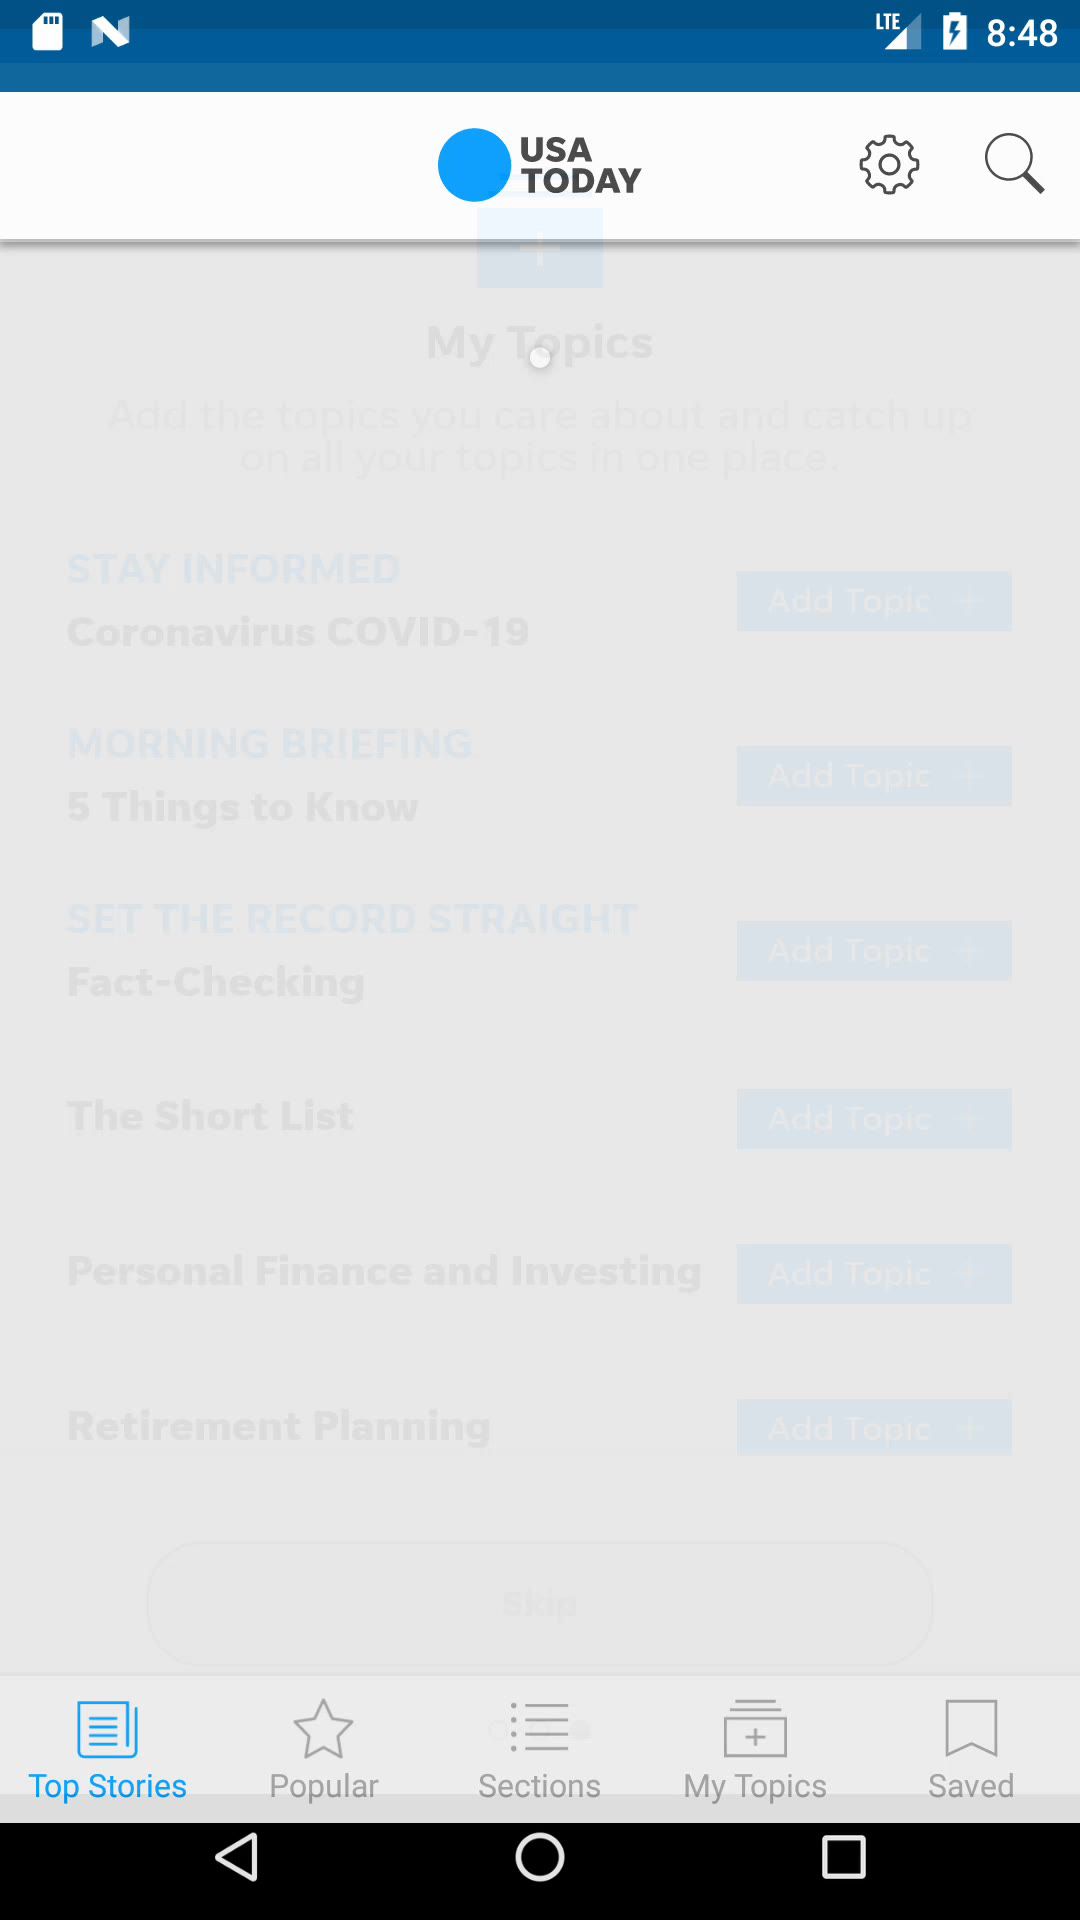 LTE 8:48
USA
TODAY
My Topics
Add the topics you care about and catch up
on all your topics in one place.
STAY INFORMED
Coronavirus COVID-19
Add Topic +
MORNING BRIEFING
5 Things to Know
Add Topic +
SET THE RECORD STRAIGHT
Fact-Checking
Add Topic +
The Short List
Add Topic +
Personal Finance and Investing
Add Topic +
Retirement Planning
Add Topic +
Skip
Top Stories
Popular
Sections
My Topics
Saved